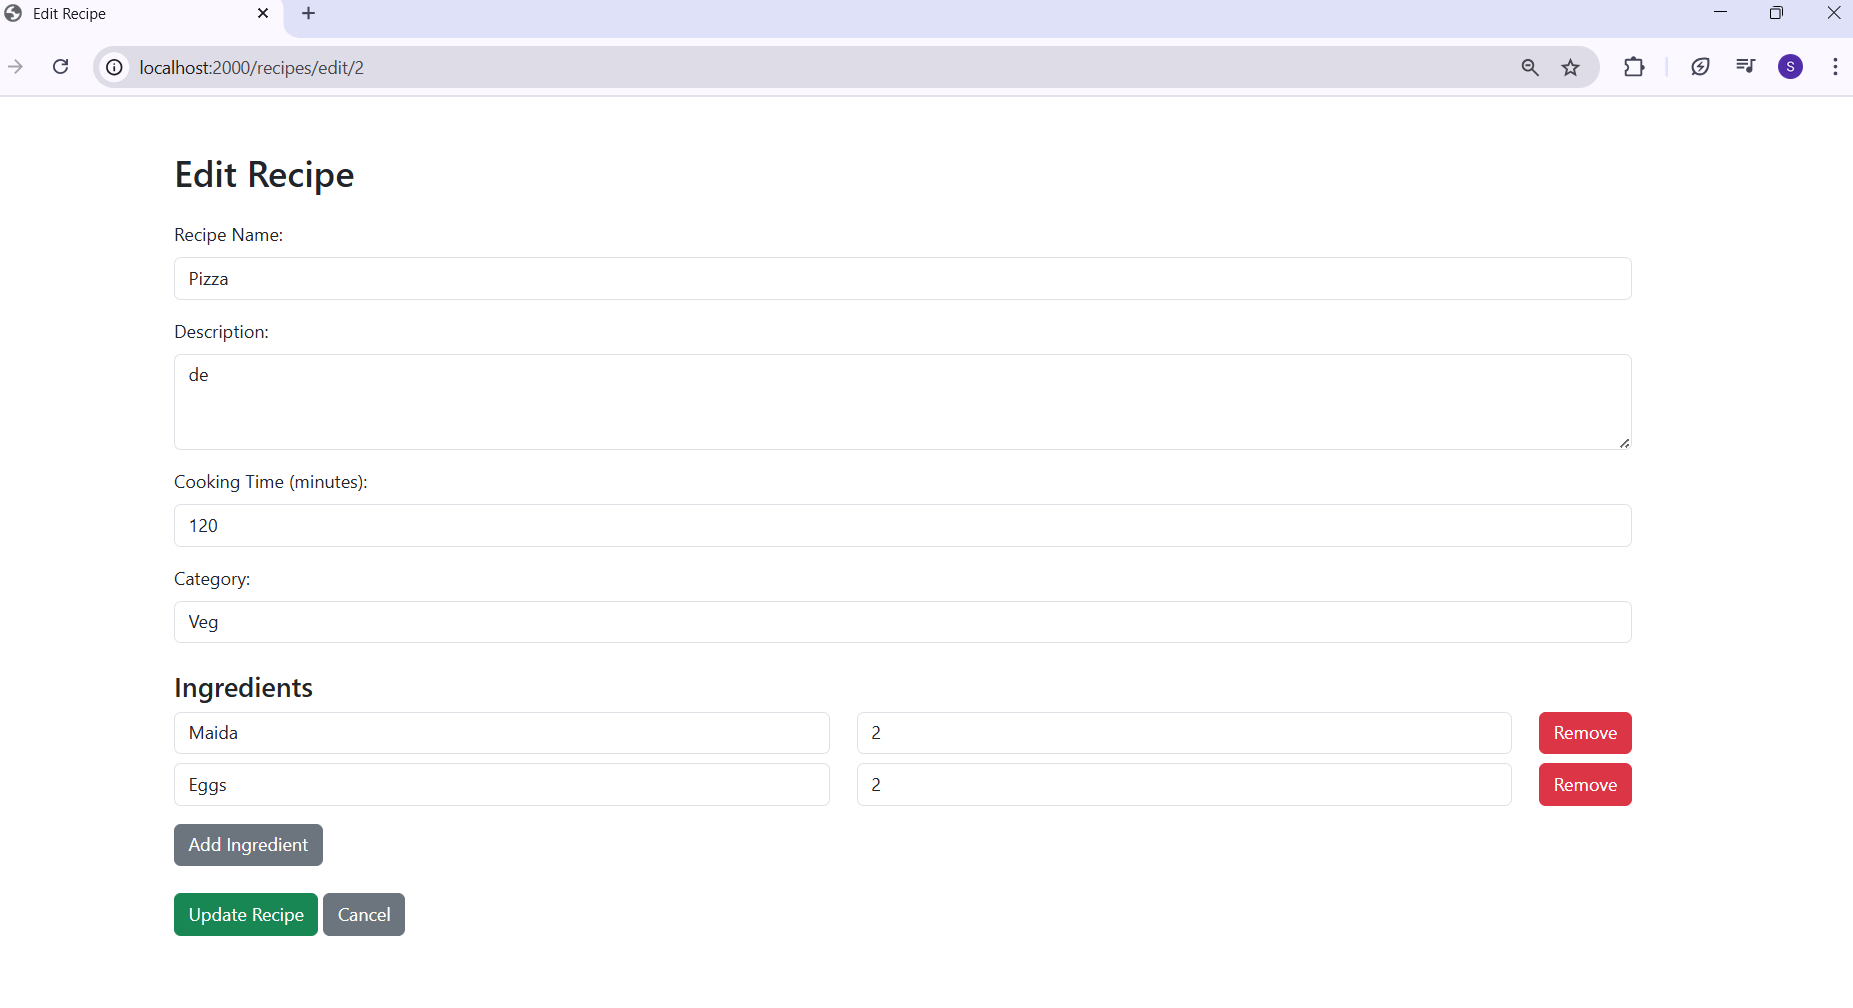 Edit Recipe
localhost:2000/recipes/edit/2
S
Edit Recipe
Recipe Name:
Pizza
Description:
de
Cooking Time (minutes):
120
Category:
Veg
Ingredients
Maida 2 Remove
Eggs 2 Remove
Add Ingredient
Update Recipe Cancel